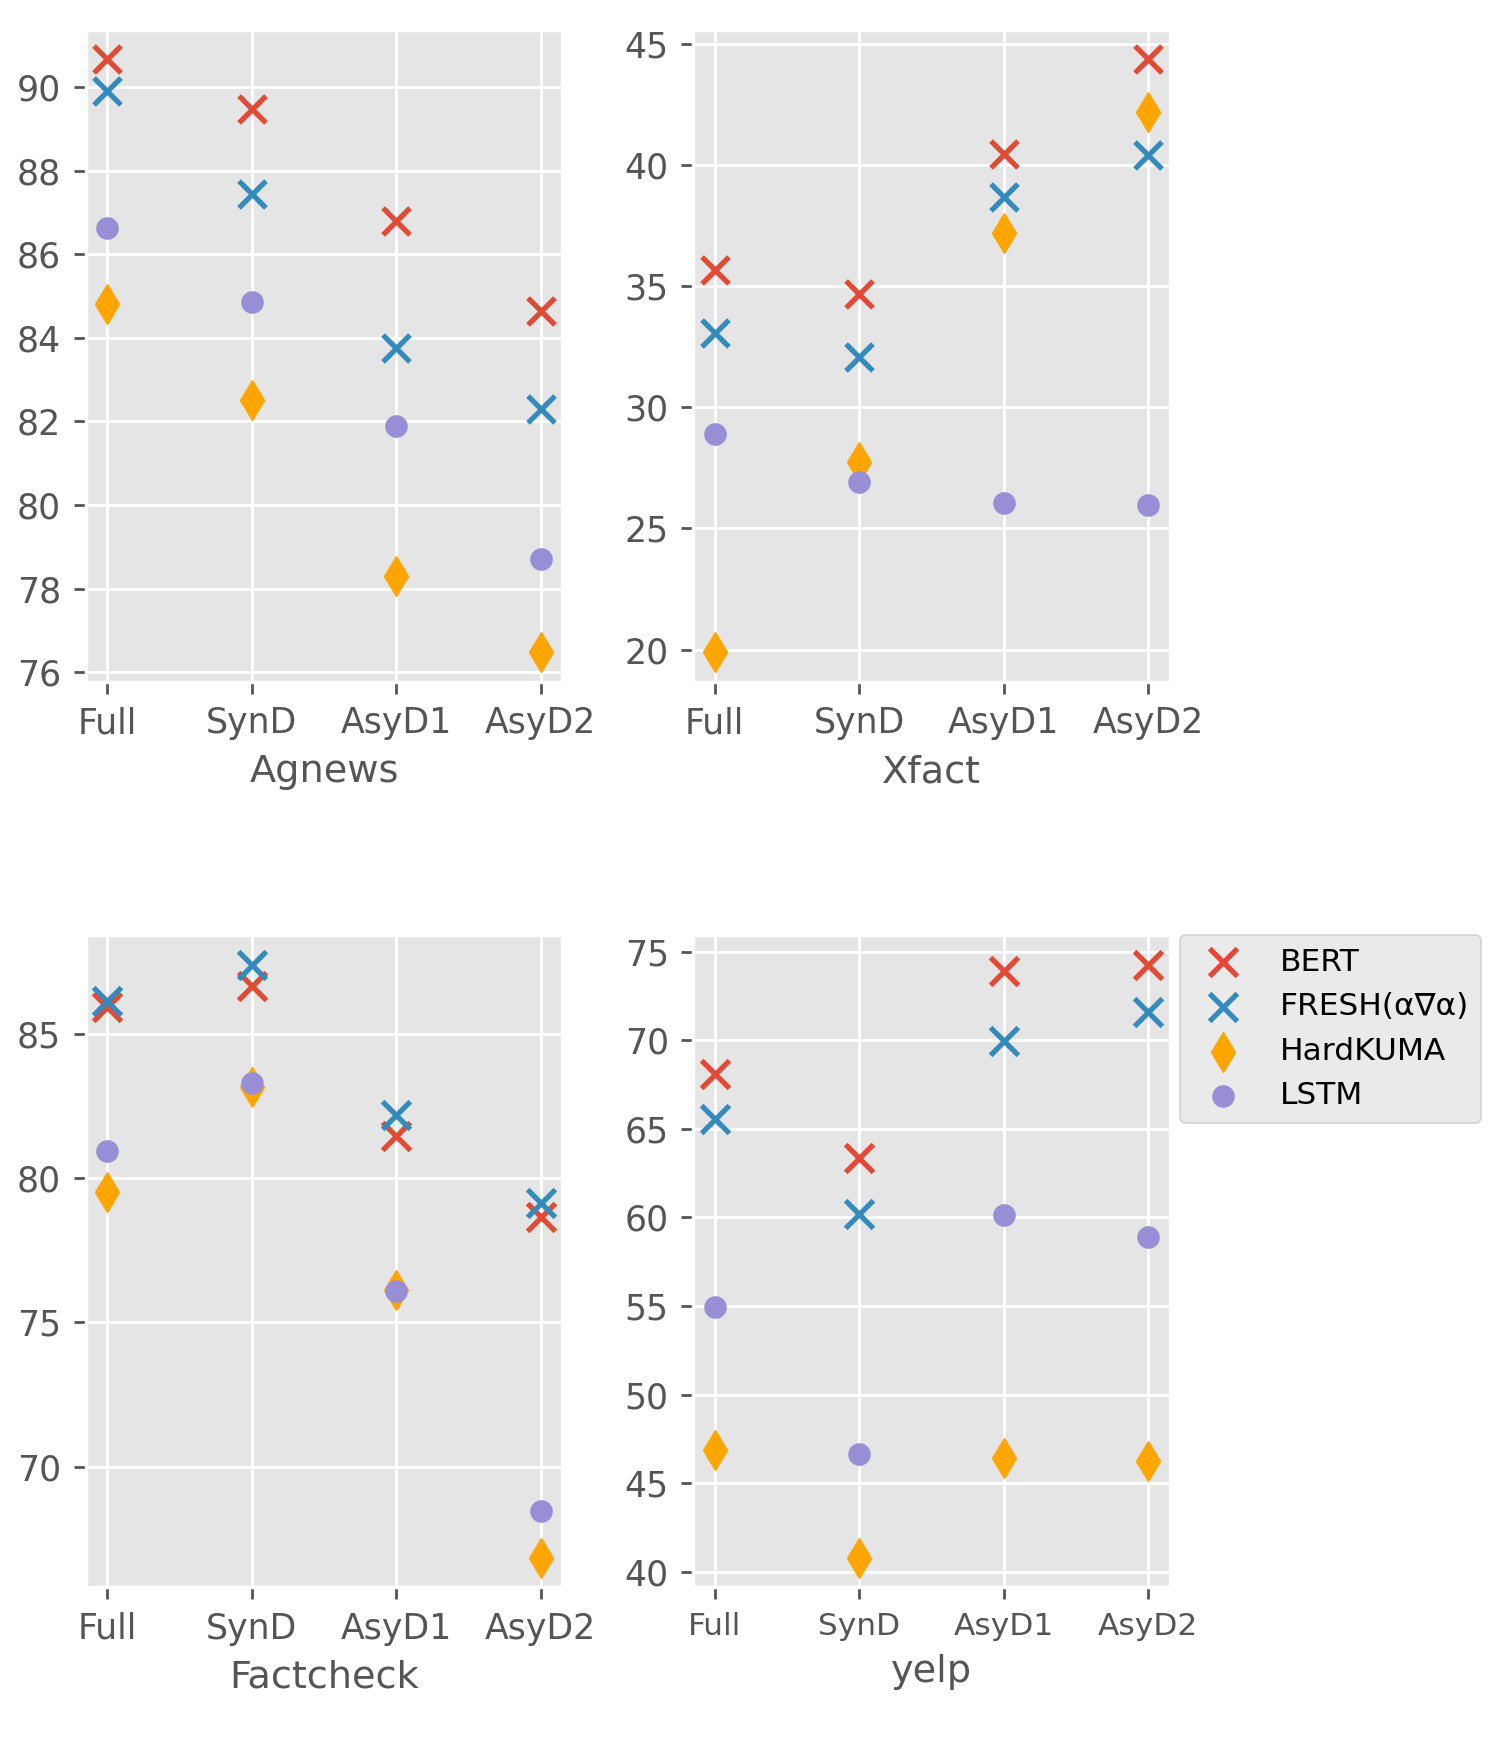 90
88
86
84
82
80
78
76
Full SynD AsyD1 AsyD2
Agnews
45
40
35
30
25
20
Full SynD AsyD1 AsyD2
Xfact
85
80
75
70
Full SynD AsyD1 AsyD2
Factcheck
75
70
65
60
55
50
45
40
Full SynD AsyD1 AsyD2
yelp
BERT
FRESH(α∇α)
HardKUMA
LSTM